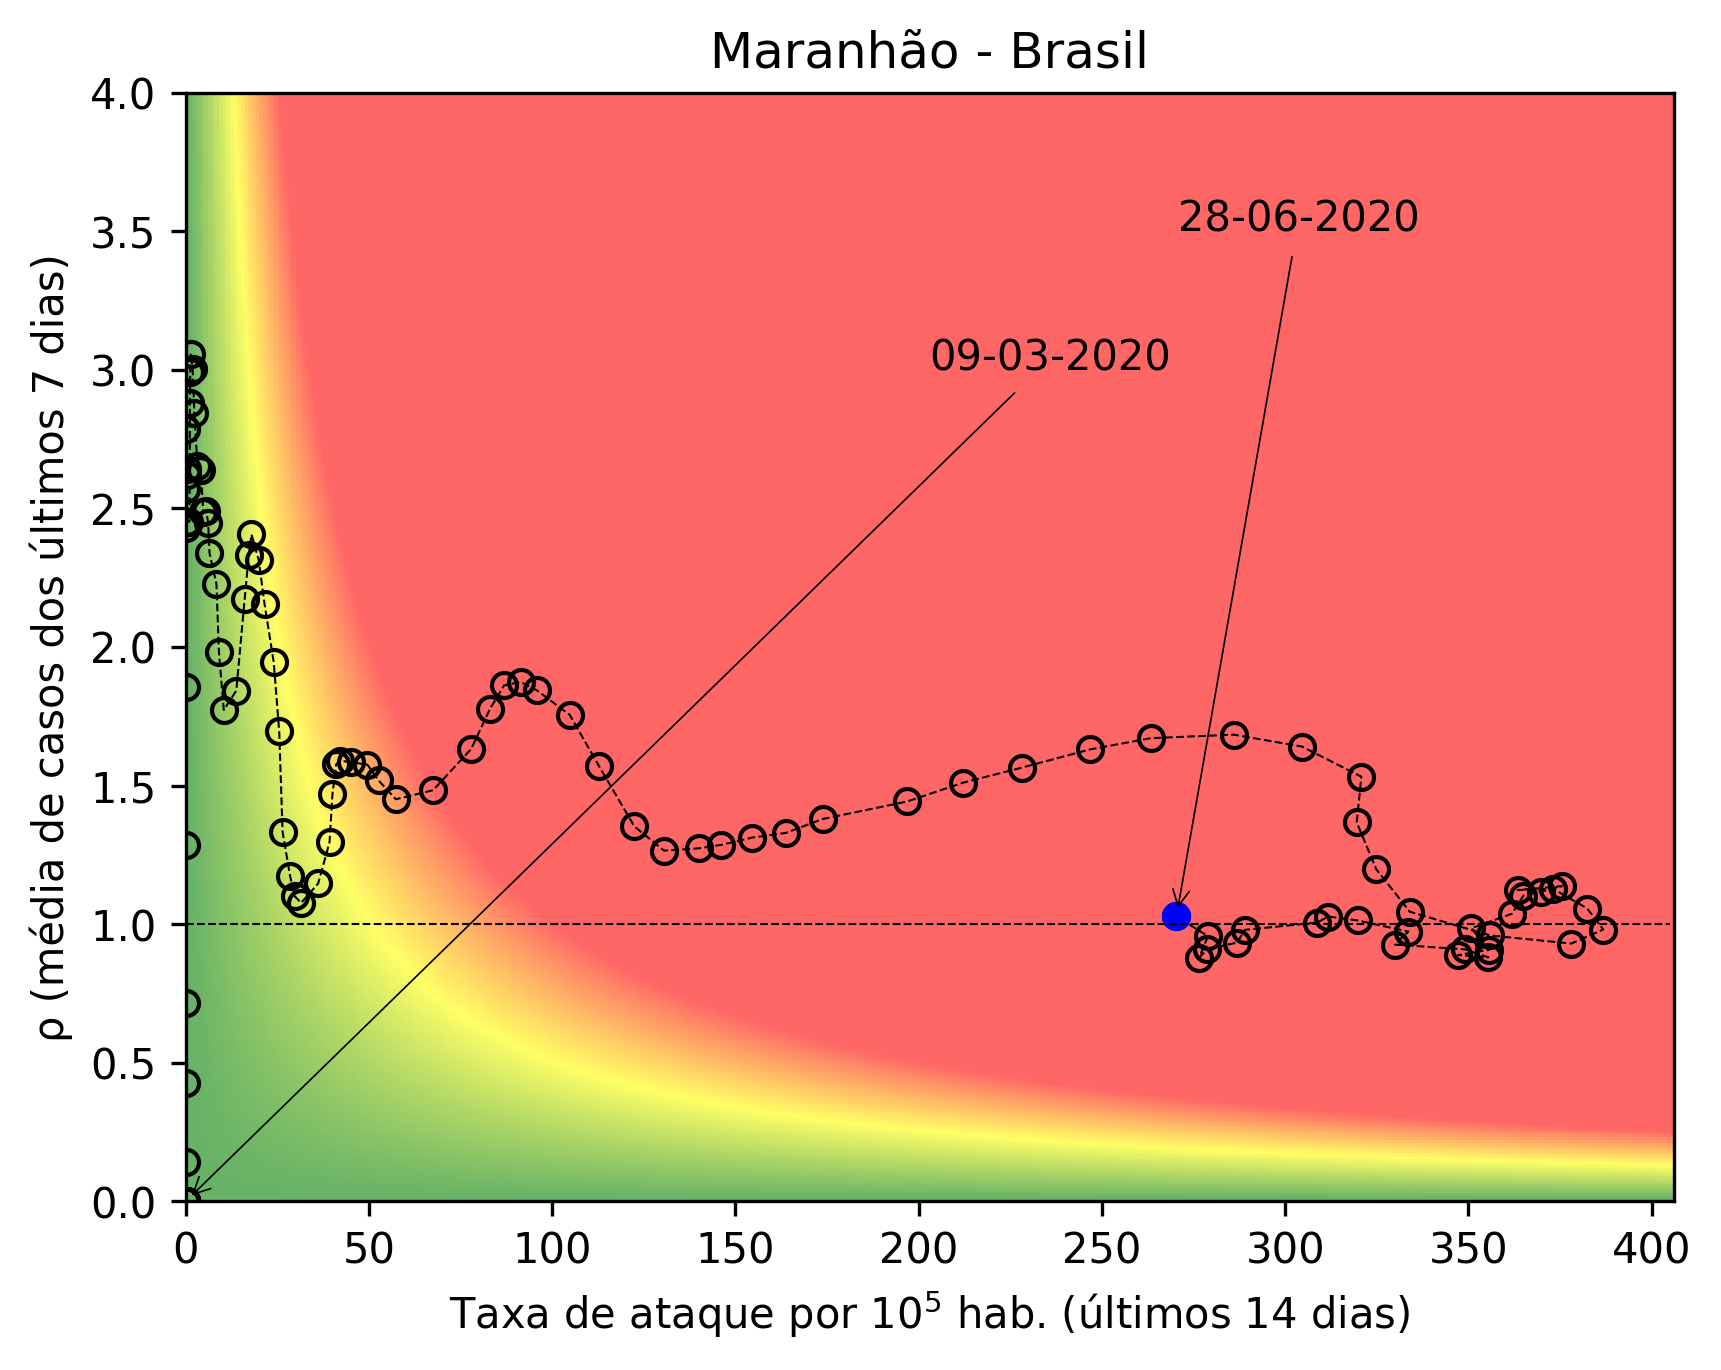 Maranhão - Brasil
4.0
3.5
3.0
2.5
2.0
1.5
1.0
0.5
0.0
ρ (média de casos dos últimos 7 dias)
28-06-2020
09-03-2020
0 50 100 150 200 250 300 350 400
Taxa de ataque por 10⁵ hab. (últimos 14 dias)